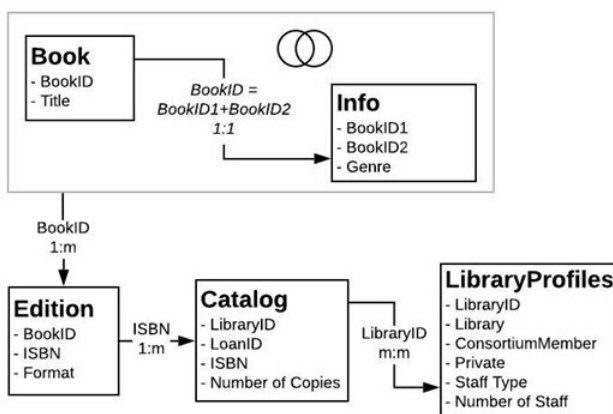 Book
- BookID
- Title
BookID =
BookID1+BookID2
1:1
Info
- BookID1
- BookID2
- Genre
BookID
1:m
Edition
- BookID
- ISBN
- Format
ISBN
1:m
Catalog
- LibraryID
- LoanID
- ISBN
- Number of Copies
LibraryID
m:m
LibraryProfiles
- LibraryID
- Library
- ConsortiumMember
- Private
- Staff Type
- Number of Staff